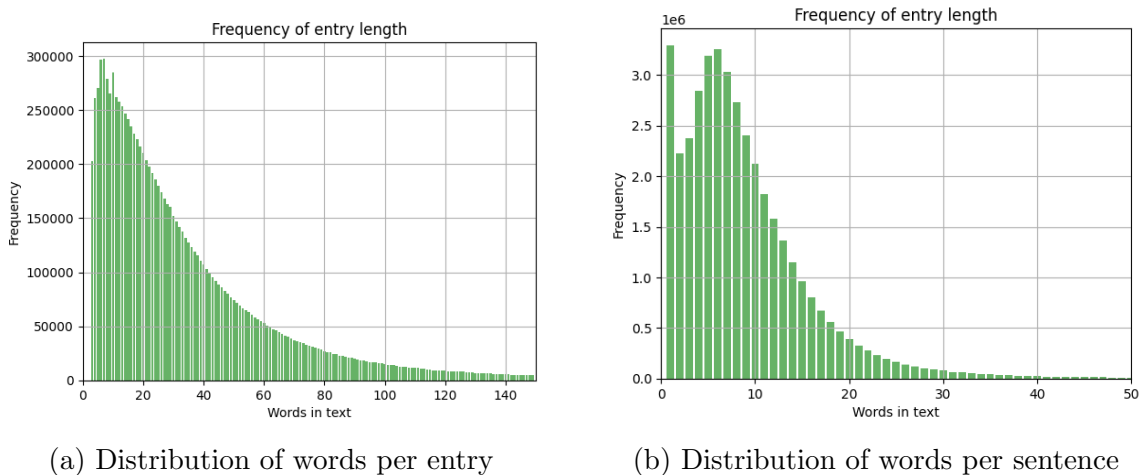 Frequency of entry length
300000
250000
200000
150000
100000
50000
0
Frequency
0 20 40 60 80 100 120 140
Words in text
(a) Distribution of words per entry
Frequency of entry length
1e6
3.0
2.5
2.0
1.5
1.0
0.5
0.0
Frequency
0 10 20 30 40 50
Words in text
(b) Distribution of words per sentence